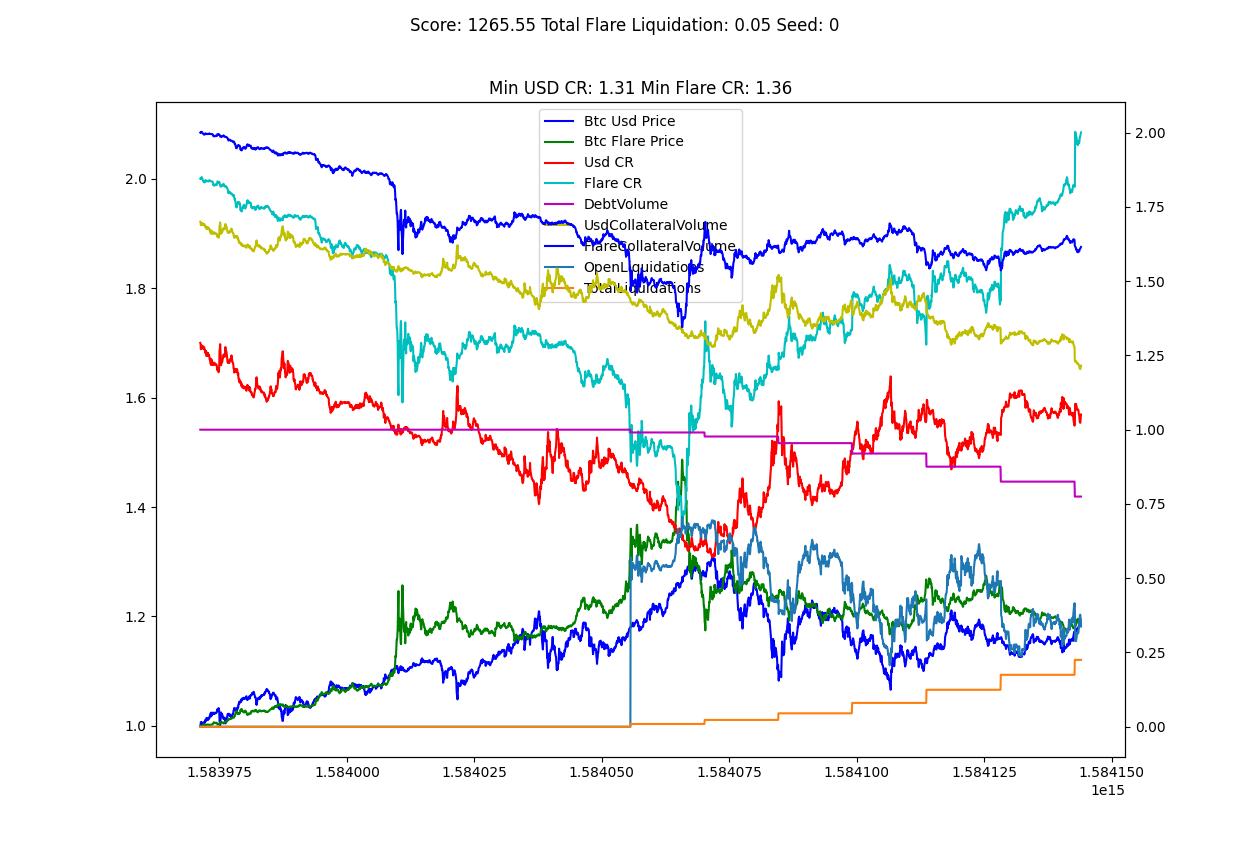 Score: 1265.55 Total Flare Liquidation: 0.05 Seed: 0
Min USD CR: 1.31 Min Flare CR: 1.36
Btc Usd Price
Btc Flare Price
Usd CR
Flare CR
DebtVolume
UsdCollateralVolume
FlareCollateralVolume
OpenLiquidations
TotalLiquidations
2.0
1.8
1.6
1.4
1.2
1.0
2.00
1.75
1.50
1.25
1.00
0.75
0.50
0.25
0.00
1.583975 1.584000 1.584025 1.584050 1.584075 1.584100 1.584125 1.584150
1e15